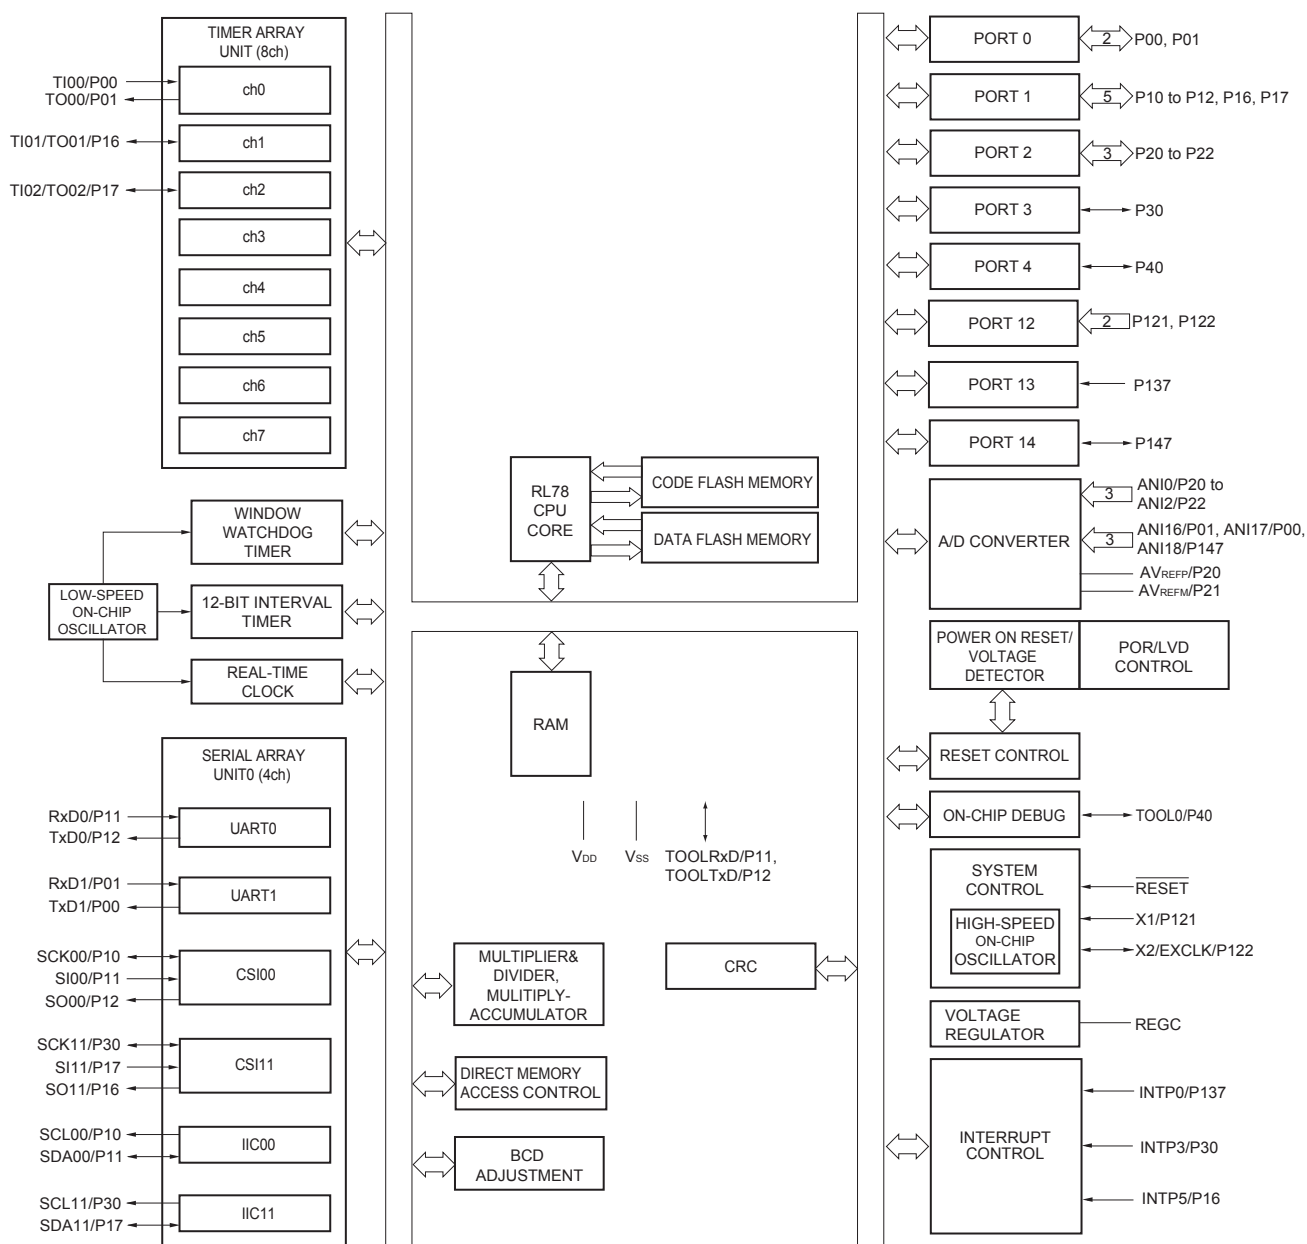 TIMER ARRAY
UNIT (8ch)
TI00/P00
TO00/P01
ch0
TI01/TO01/P16
ch1
TI02/TO02/P17
ch2
ch3
ch4
ch5
ch6
ch7
WINDOW
WATCHDOG
TIMER
LOW-SPEED
ON-CHIP
OSCILLATOR
12-BIT INTERVAL
TIMER
REAL-TIME
CLOCK
SERIAL ARRAY
UNIT0 (4ch)
RxD0/P11
TxD0/P12
UART0
RxD1/P01
TxD1/P00
UART1
SCK00/P10
SI00/P11
SO00/P12
CSI00
SCK11/P30
SI11/P17
SO11/P16
CSI11
SCL00/P10
SDA00/P11
IIC00
SCL11/P30
SDA11/P17
IIC11
RL78
CPU
CORE
CODE FLASH MEMORY
DATA FLASH MEMORY
RAM
VDD
VSS
TOOLRxD/P11,
TOOLTxD/P12
MULTIPLIER&
DIVIDER,
MULITIPLY-
ACCUMULATOR
CRC
DIRECT MEMORY
ACCESS CONTROL
BCD
ADJUSTMENT
PORT 0
2
P00, P01
PORT 1
5
P10 to P12, P16, P17
PORT 2
3
P20 to P22
PORT 3
P30
PORT 4
P40
PORT 12
2
P121, P122
PORT 13
P137
PORT 14
P147
A/D CONVERTER
3
ANI0/P20 to
ANI2/P22
3
ANI16/P01, ANI17/P00,
ANI18/P147
AVREFP/P20
AVREFM/P21
POWER ON RESET/
VOLTAGE
DETECTOR
POR/LVD
CONTROL
RESET CONTROL
ON-CHIP DEBUG
TOOL0/P40
SYSTEM
CONTROL
RESET
HIGH-SPEED
ON-CHIP
OSCILLATOR
X1/P121
X2/EXCLK/P122
VOLTAGE
REGULATOR
REGC
INTERRUPT
CONTROL
INTP0/P137
INTP3/P30
INTP5/P16